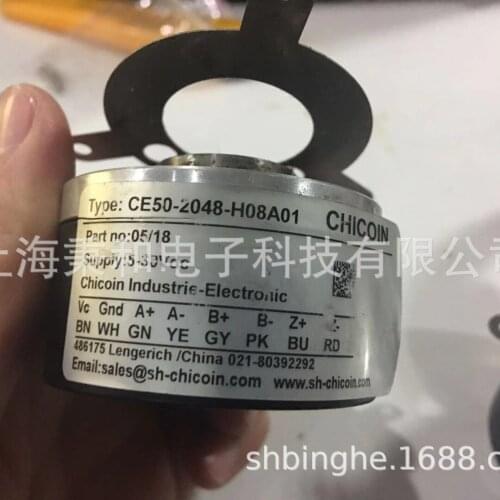 Type: CE50-2048-H08A01 CHICOIN
Part no:05/18
Supply:5-30Vcc
Chicoin Industrie-Electronic
Vc Gnd A+ A- B+ B- Z+ Z-
BN WH GN YE GY PK BU RD
486175 Lengerich /China 021-80392292
Email:sales@sh-chicoin.com www.sh-chicoin.com
上海秉和电子科技有限公
shbinghe.1688.co